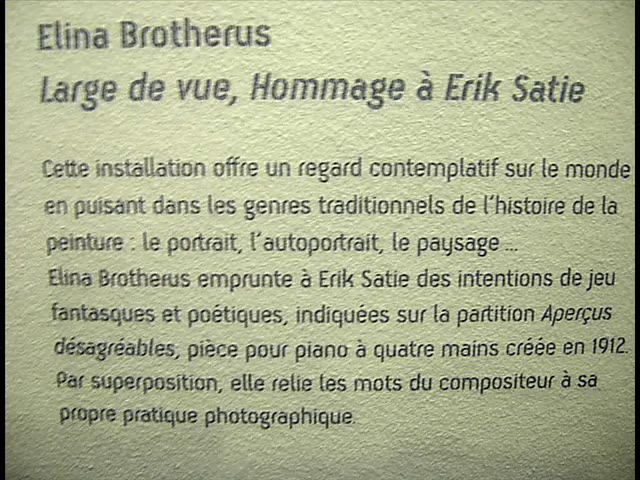 Elina Brotherus
Large de vue, Hommage à Erik Satie
Cette installation offre un regard contemplatif sur le monde
en puisant dans les genres traditionnels de l'histoire de la
peinture : le portrait, l'autoportrait, le paysage ...
Elina Brotherus emprunte à Erik Satie des intentions de jeu
fantasques et poétiques, indiquées sur la partition Aperçus
désagréables, pièce pour piano à quatre mains créée en 1912.
Par superposition, elle relie les mots du compositeur à sa
propre pratique photographique.